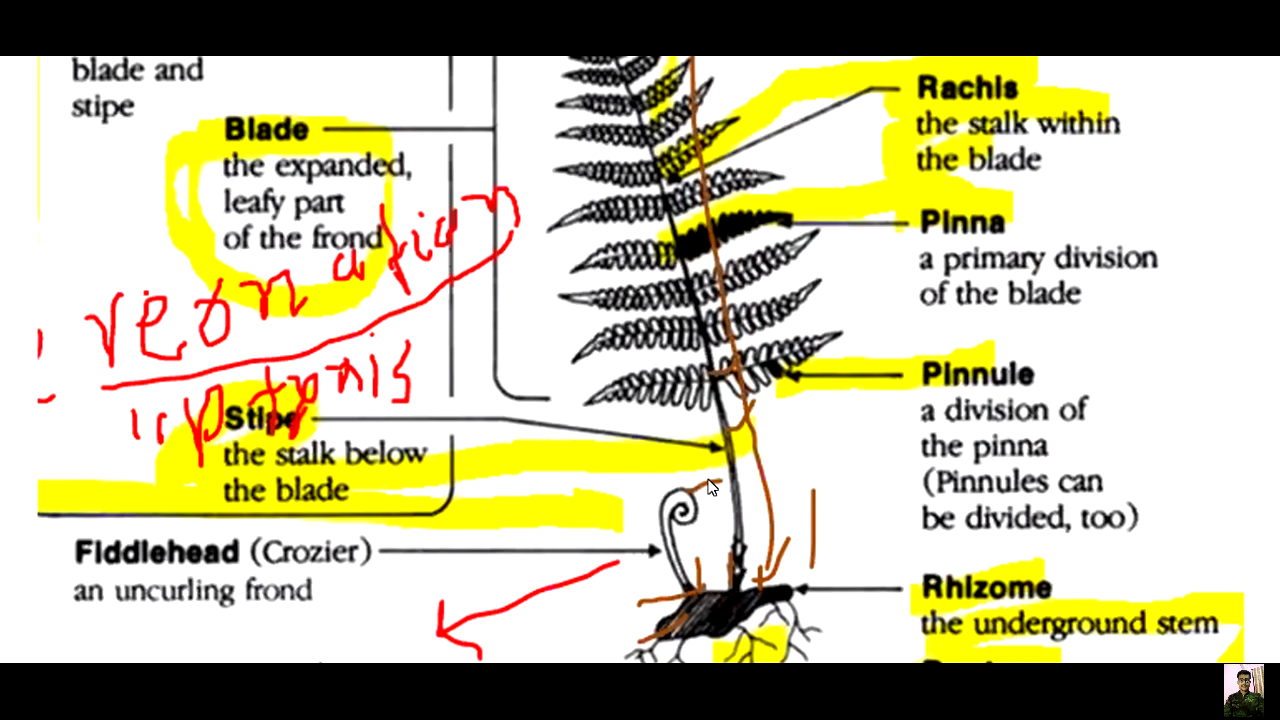 blade and
stipe
Blade
the expanded,
leafy part
of the frond
Stipe
the stalk below
the blade
Fiddlehead (Crozier)
an uncurling frond
Rachis
the stalk within
the blade
Pinna
a primary division
of the blade
Pinnule
a division of
the pinna
(Pinnules can
be divided, too)
Rhizome
the underground stem